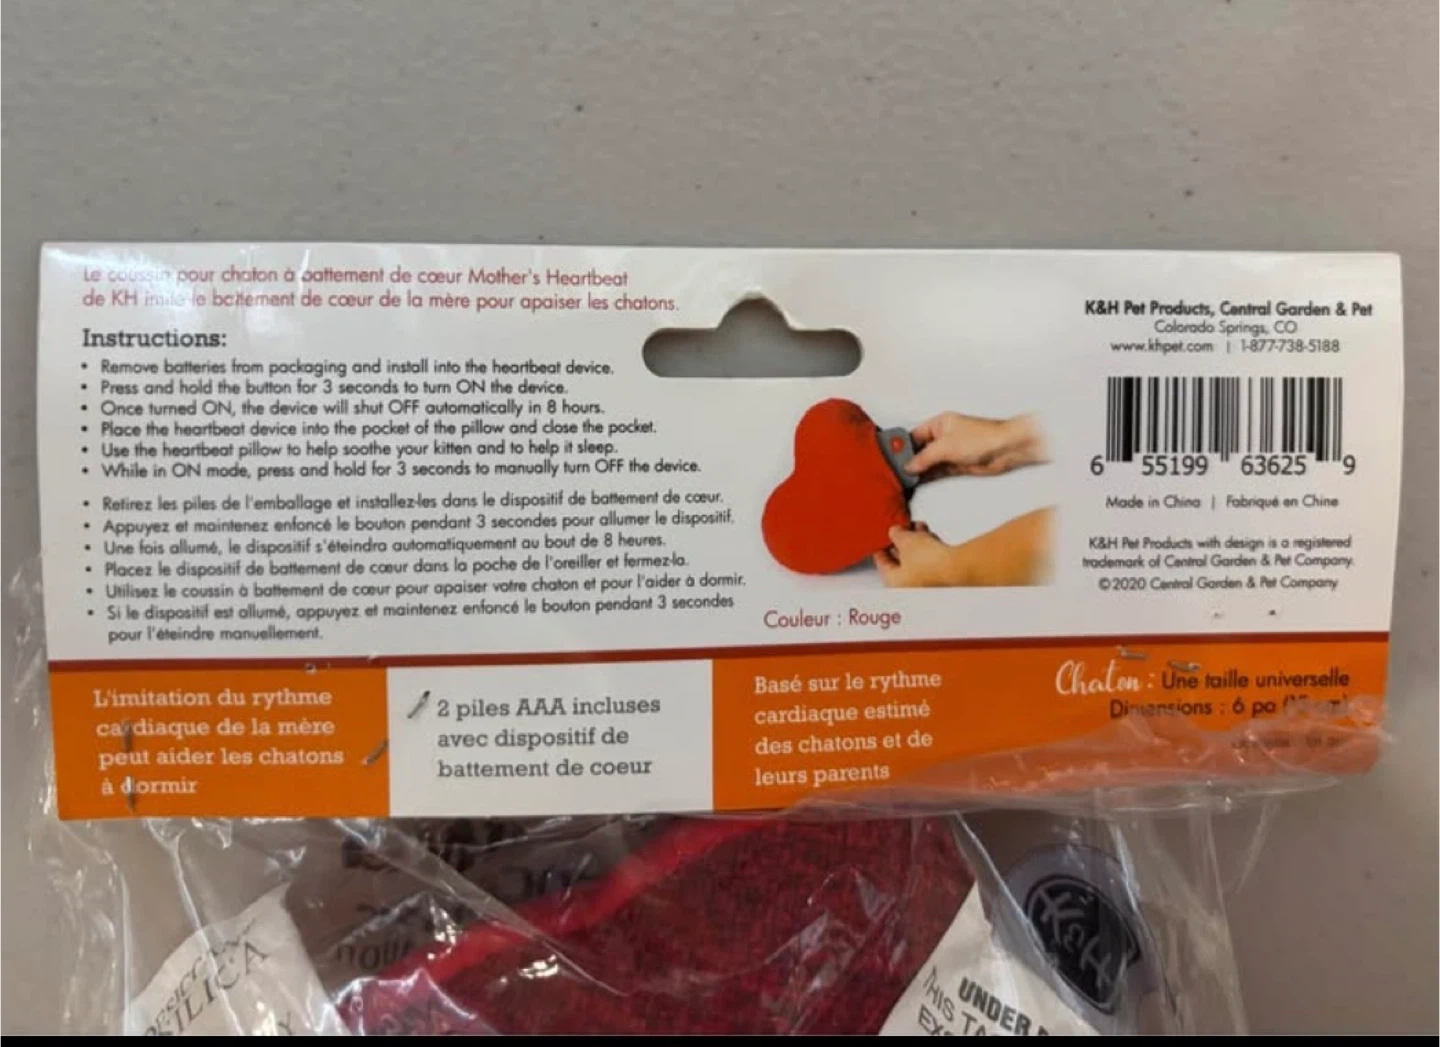 Le coussin pour chaton à battement de cœur Mother's Heartbeat
de KH imite le battement de cœur de la mère pour apaiser les chatons.
Instructions:
• Remove batteries from packaging and install into the heartbeat device.
• Press and hold the button for 3 seconds to turn ON the device.
• Once turned ON, the device will shut OFF automatically in 8 hours.
• Place the heartbeat device into the pocket of the pillow and close the pocket.
• Use the heartbeat pillow to help soothe your kitten and to help it sleep.
• While in ON mode, press and hold for 3 seconds to manually turn OFF the device.
• Retirez les piles de l'emballage et installez-les dans le dispositif de battement de cœur.
• Appuyez et maintenez enfoncé le bouton pendant 3 secondes pour allumer le dispositif.
• Une fois allumé, le dispositif s'éteindra automatiquement au bout de 8 heures.
• Placez le dispositif de battement de cœur dans la poche de l'oreiller et fermez-la.
• Utilisez le coussin à battement de cœur pour apaiser votre chaton et pour l'aider à dormir.
• Si le dispositif est allumé, appuyez et maintenez enfoncé le bouton pendant 3 secondes
pour l'éteindre manuellement.
Couleur : Rouge
K&H Pet Products, Central Garden & Pet
Colorado Springs, CO
www.khpet.com | 1-877-738-5188
6 55199 63625 9
Made in China | Fabriqué en Chine
K&H Pet Products with design is a registered
trademark of Central Garden & Pet Company.
©2020 Central Garden & Pet Company
L'imitation du rythme
cardiaque de la mère
peut aider les chatons
à dormir
2 piles AAA incluses
avec dispositif de
battement de coeur
Basé sur le rythme
cardiaque estimé
des chatons et de
leurs parents
Chaton : Une taille universelle
Dimensions : 6 po
SILICA
K&H
UNDER
THIS